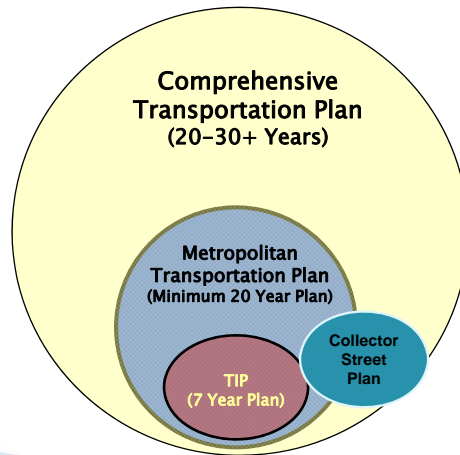 Comprehensive
Transportation Plan
(20-30+ Years)
Metropolitan
Transportation Plan
(Minimum 20 Year Plan)
Collector
Street
Plan
TIP
(7 Year Plan)